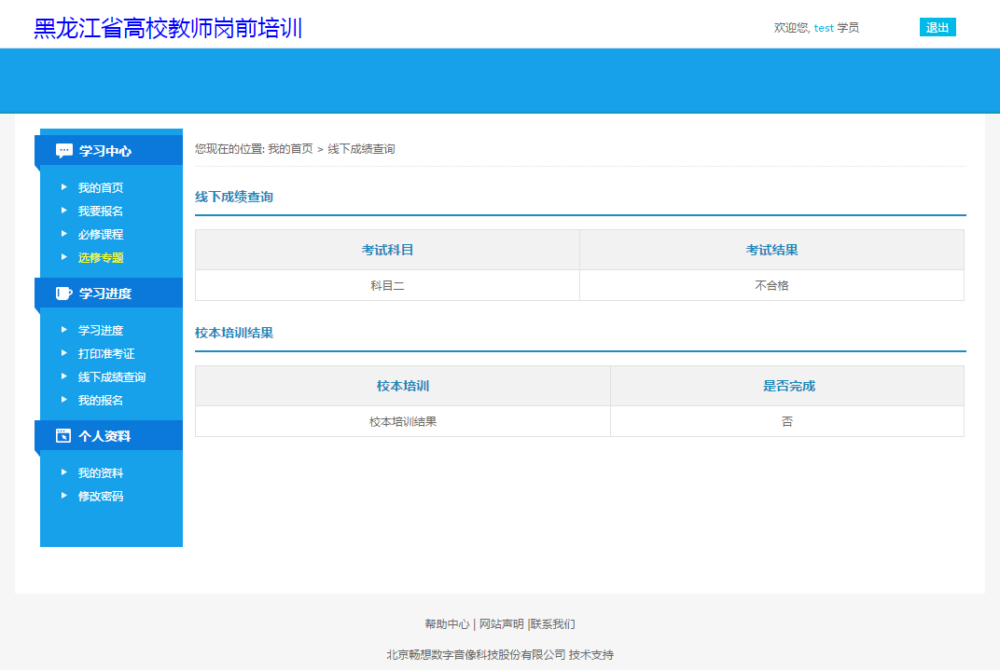 黑龙江省高校教师岗前培训
欢迎您, test 学员
退出
学习中心
我的首页
我要报名
必修课程
选修专题
学习进度
学习进度
打印准考证
线下成绩查询
我的报名
个人资料
我的资料
修改密码
您现在的位置: 我的首页 > 线下成绩查询
线下成绩查询
考试科目 考试结果
科目二 不合格
校本培训结果
校本培训 是否完成
校本培训结果 否
帮助中心 | 网站声明 |联系我们
北京畅想数字音像科技股份有限公司 技术支持